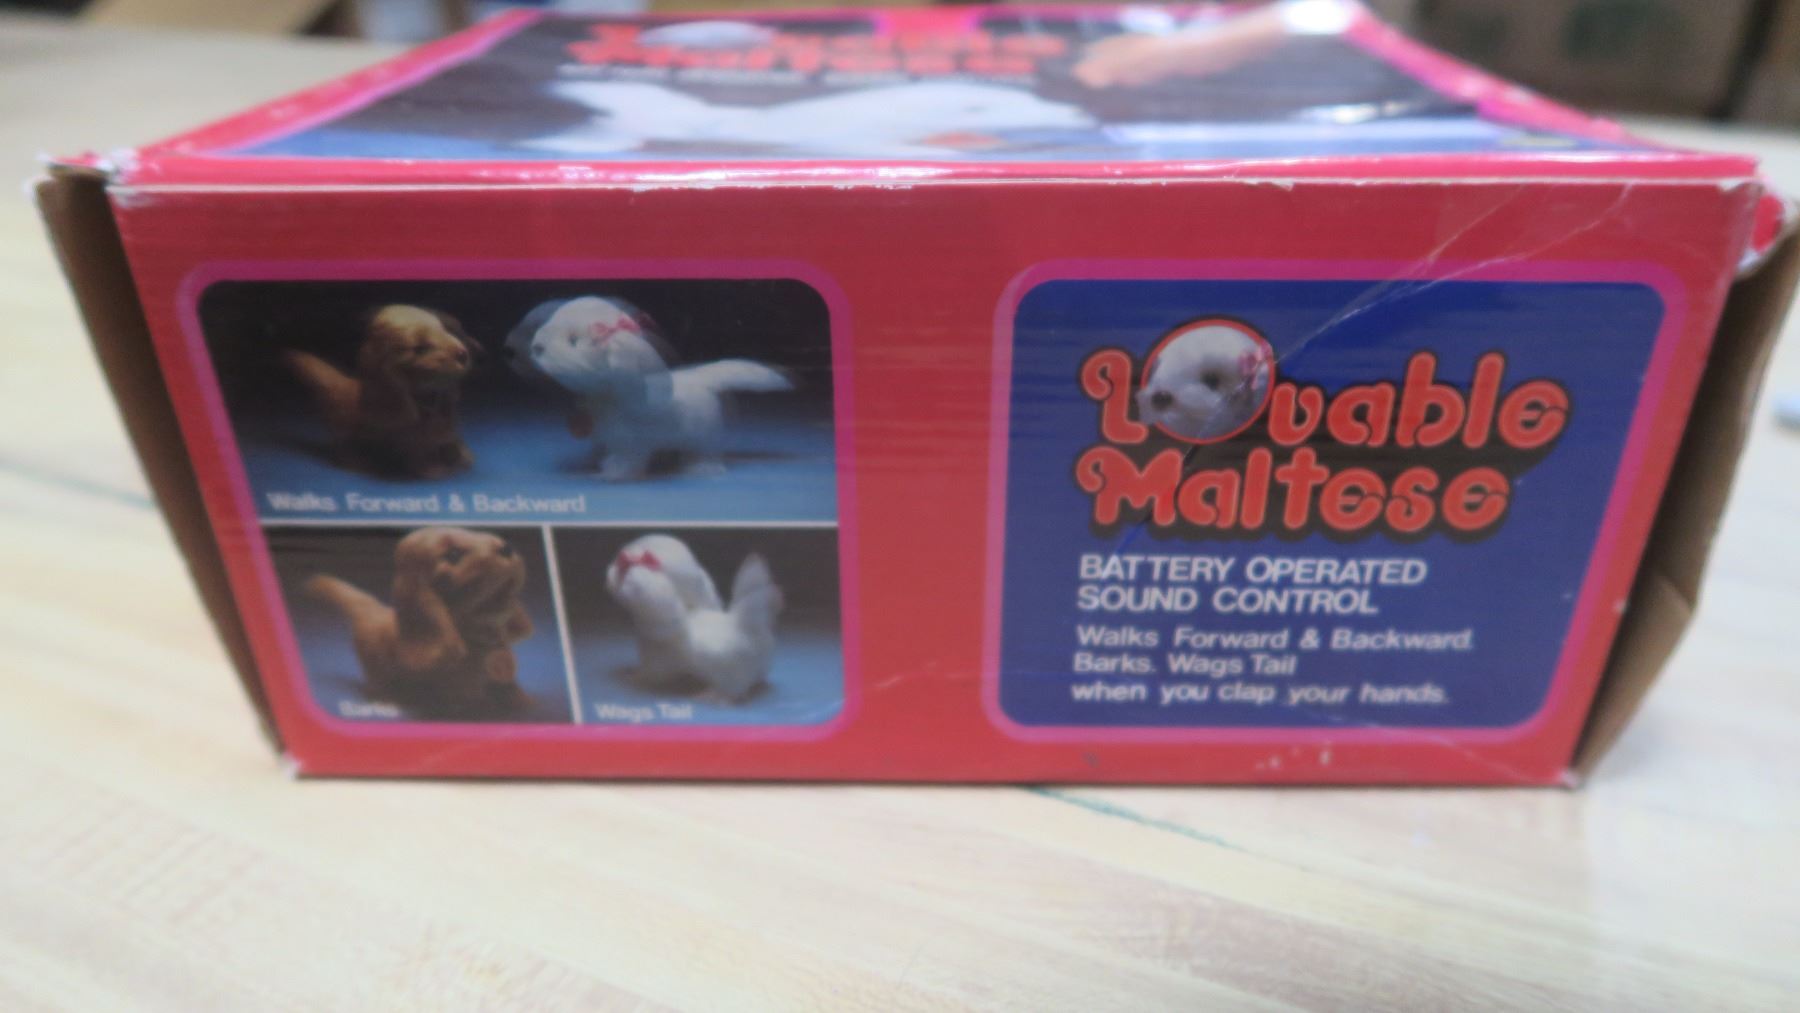 Maltese
Walks Forward & Backward
Barks
Wags Tail
Lovable
Maltese
BATTERY OPERATED
SOUND CONTROL
Walks Forward & Backward.
Barks. Wags Tail
when you clap your hands.